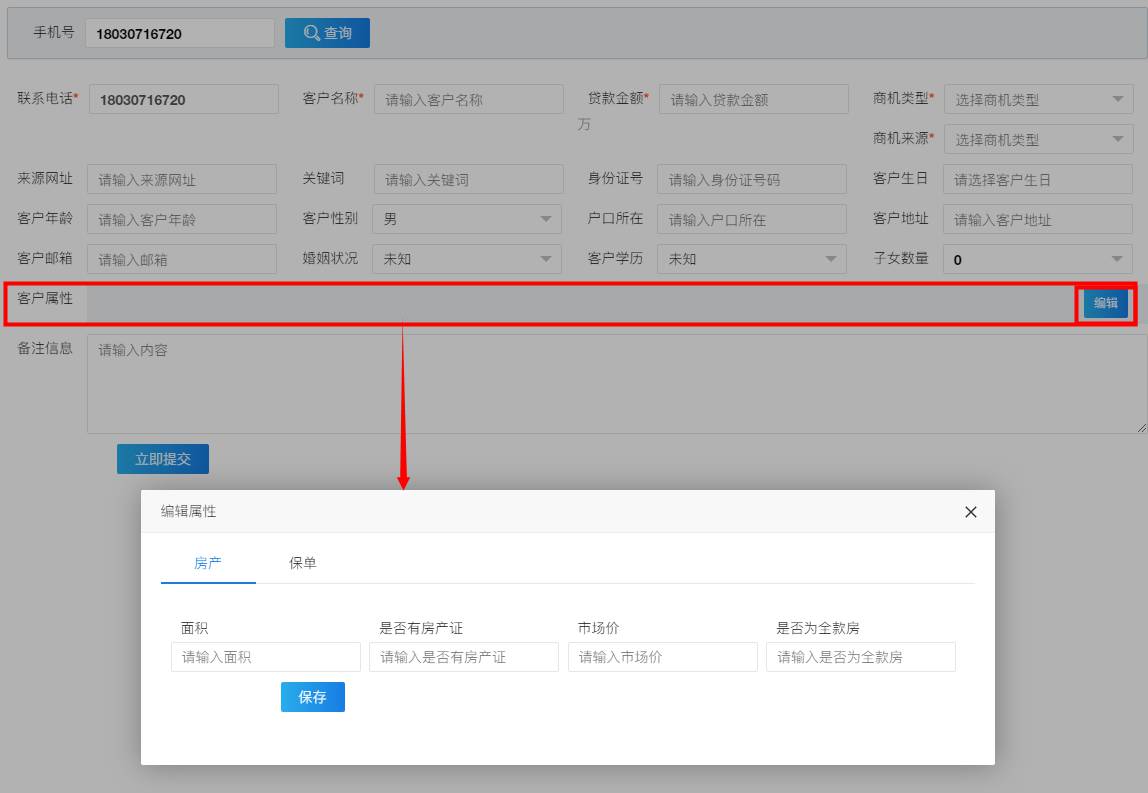 手机号 18030716720 查询
联系电话* 18030716720 客户名称* 请输入客户名称 贷款金额* 请输入贷款金额 商机类型* 选择商机类型
万
商机来源* 选择商机类型
来源网址 请输入来源网址 关键词 请输入关键词 身份证号 请输入身份证号码 客户生日 请选择客户生日
客户年龄 请输入客户年龄 客户性别 男 户口所在 请输入户口所在 客户地址 请输入客户地址
客户邮箱 请输入邮箱 婚姻状况 未知 客户学历 未知 子女数量 0
客户属性 编辑
备注信息 请输入内容
立即提交
编辑属性
房产 保单
面积 是否有房产证 市场价 是否为全款房
请输入面积 请输入是否有房产证 请输入市场价 请输入是否为全款房
保存